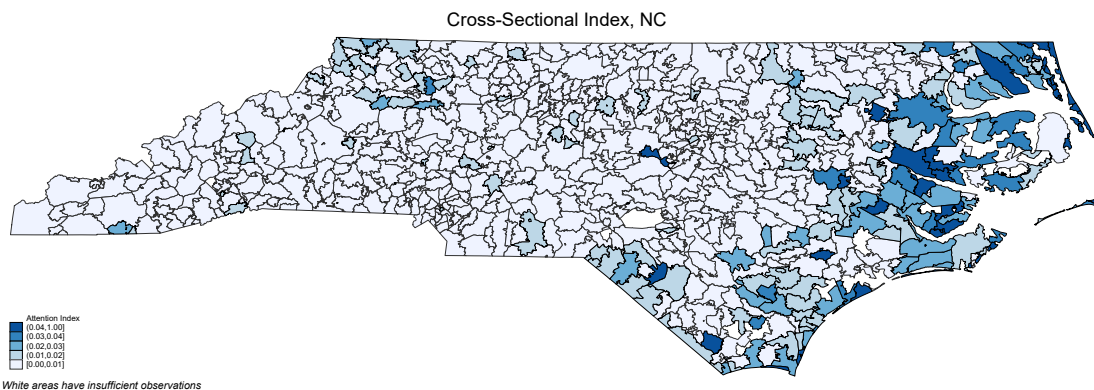 Cross-Sectional Index, NC
Attention Index
(0.04,1.00]
(0.03,0.04]
(0.02,0.03]
(0.01,0.02]
[0.00,0.01]
White areas have insufficient observations